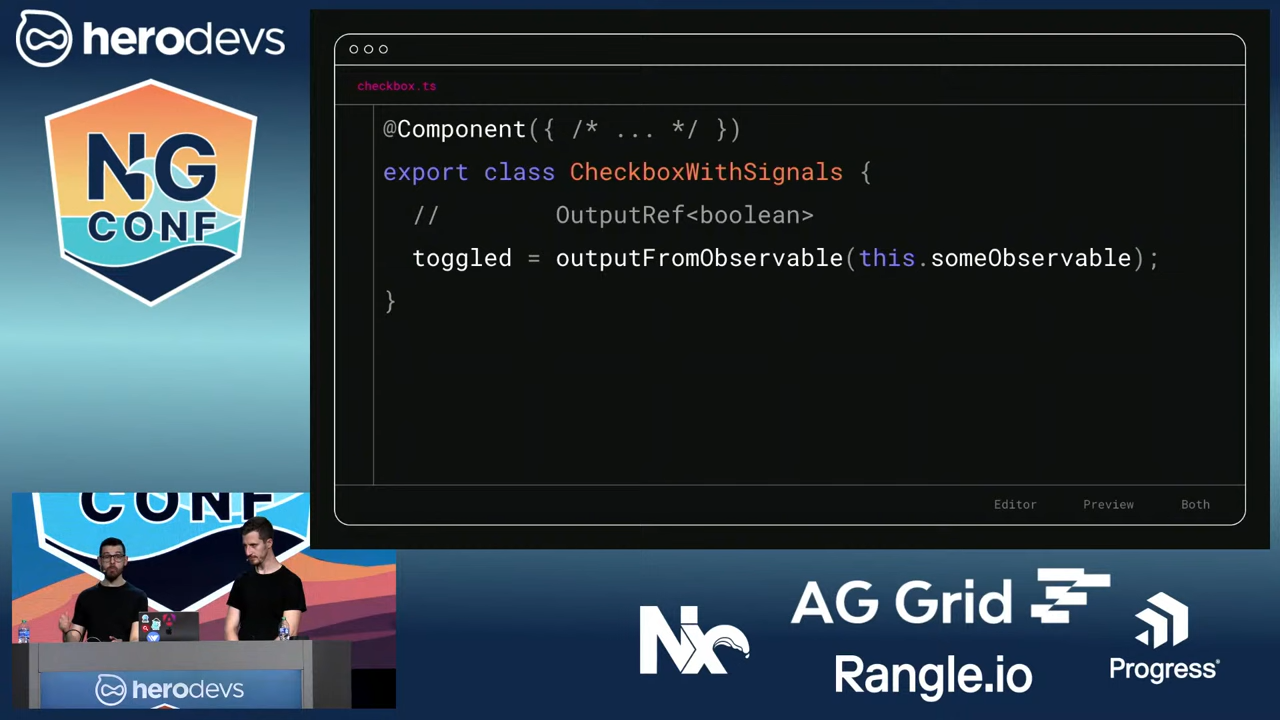 herodevs
NG
CONF
checkbox.ts
@Component({ /* ... */ })
export class CheckboxWithSignals {
// OutputRef<boolean>
toggled = outputFromObservable(this.someObservable);
}
Editor Preview Both
CONF
herodevs
Nx
AG Grid
Rangle.io
Progress